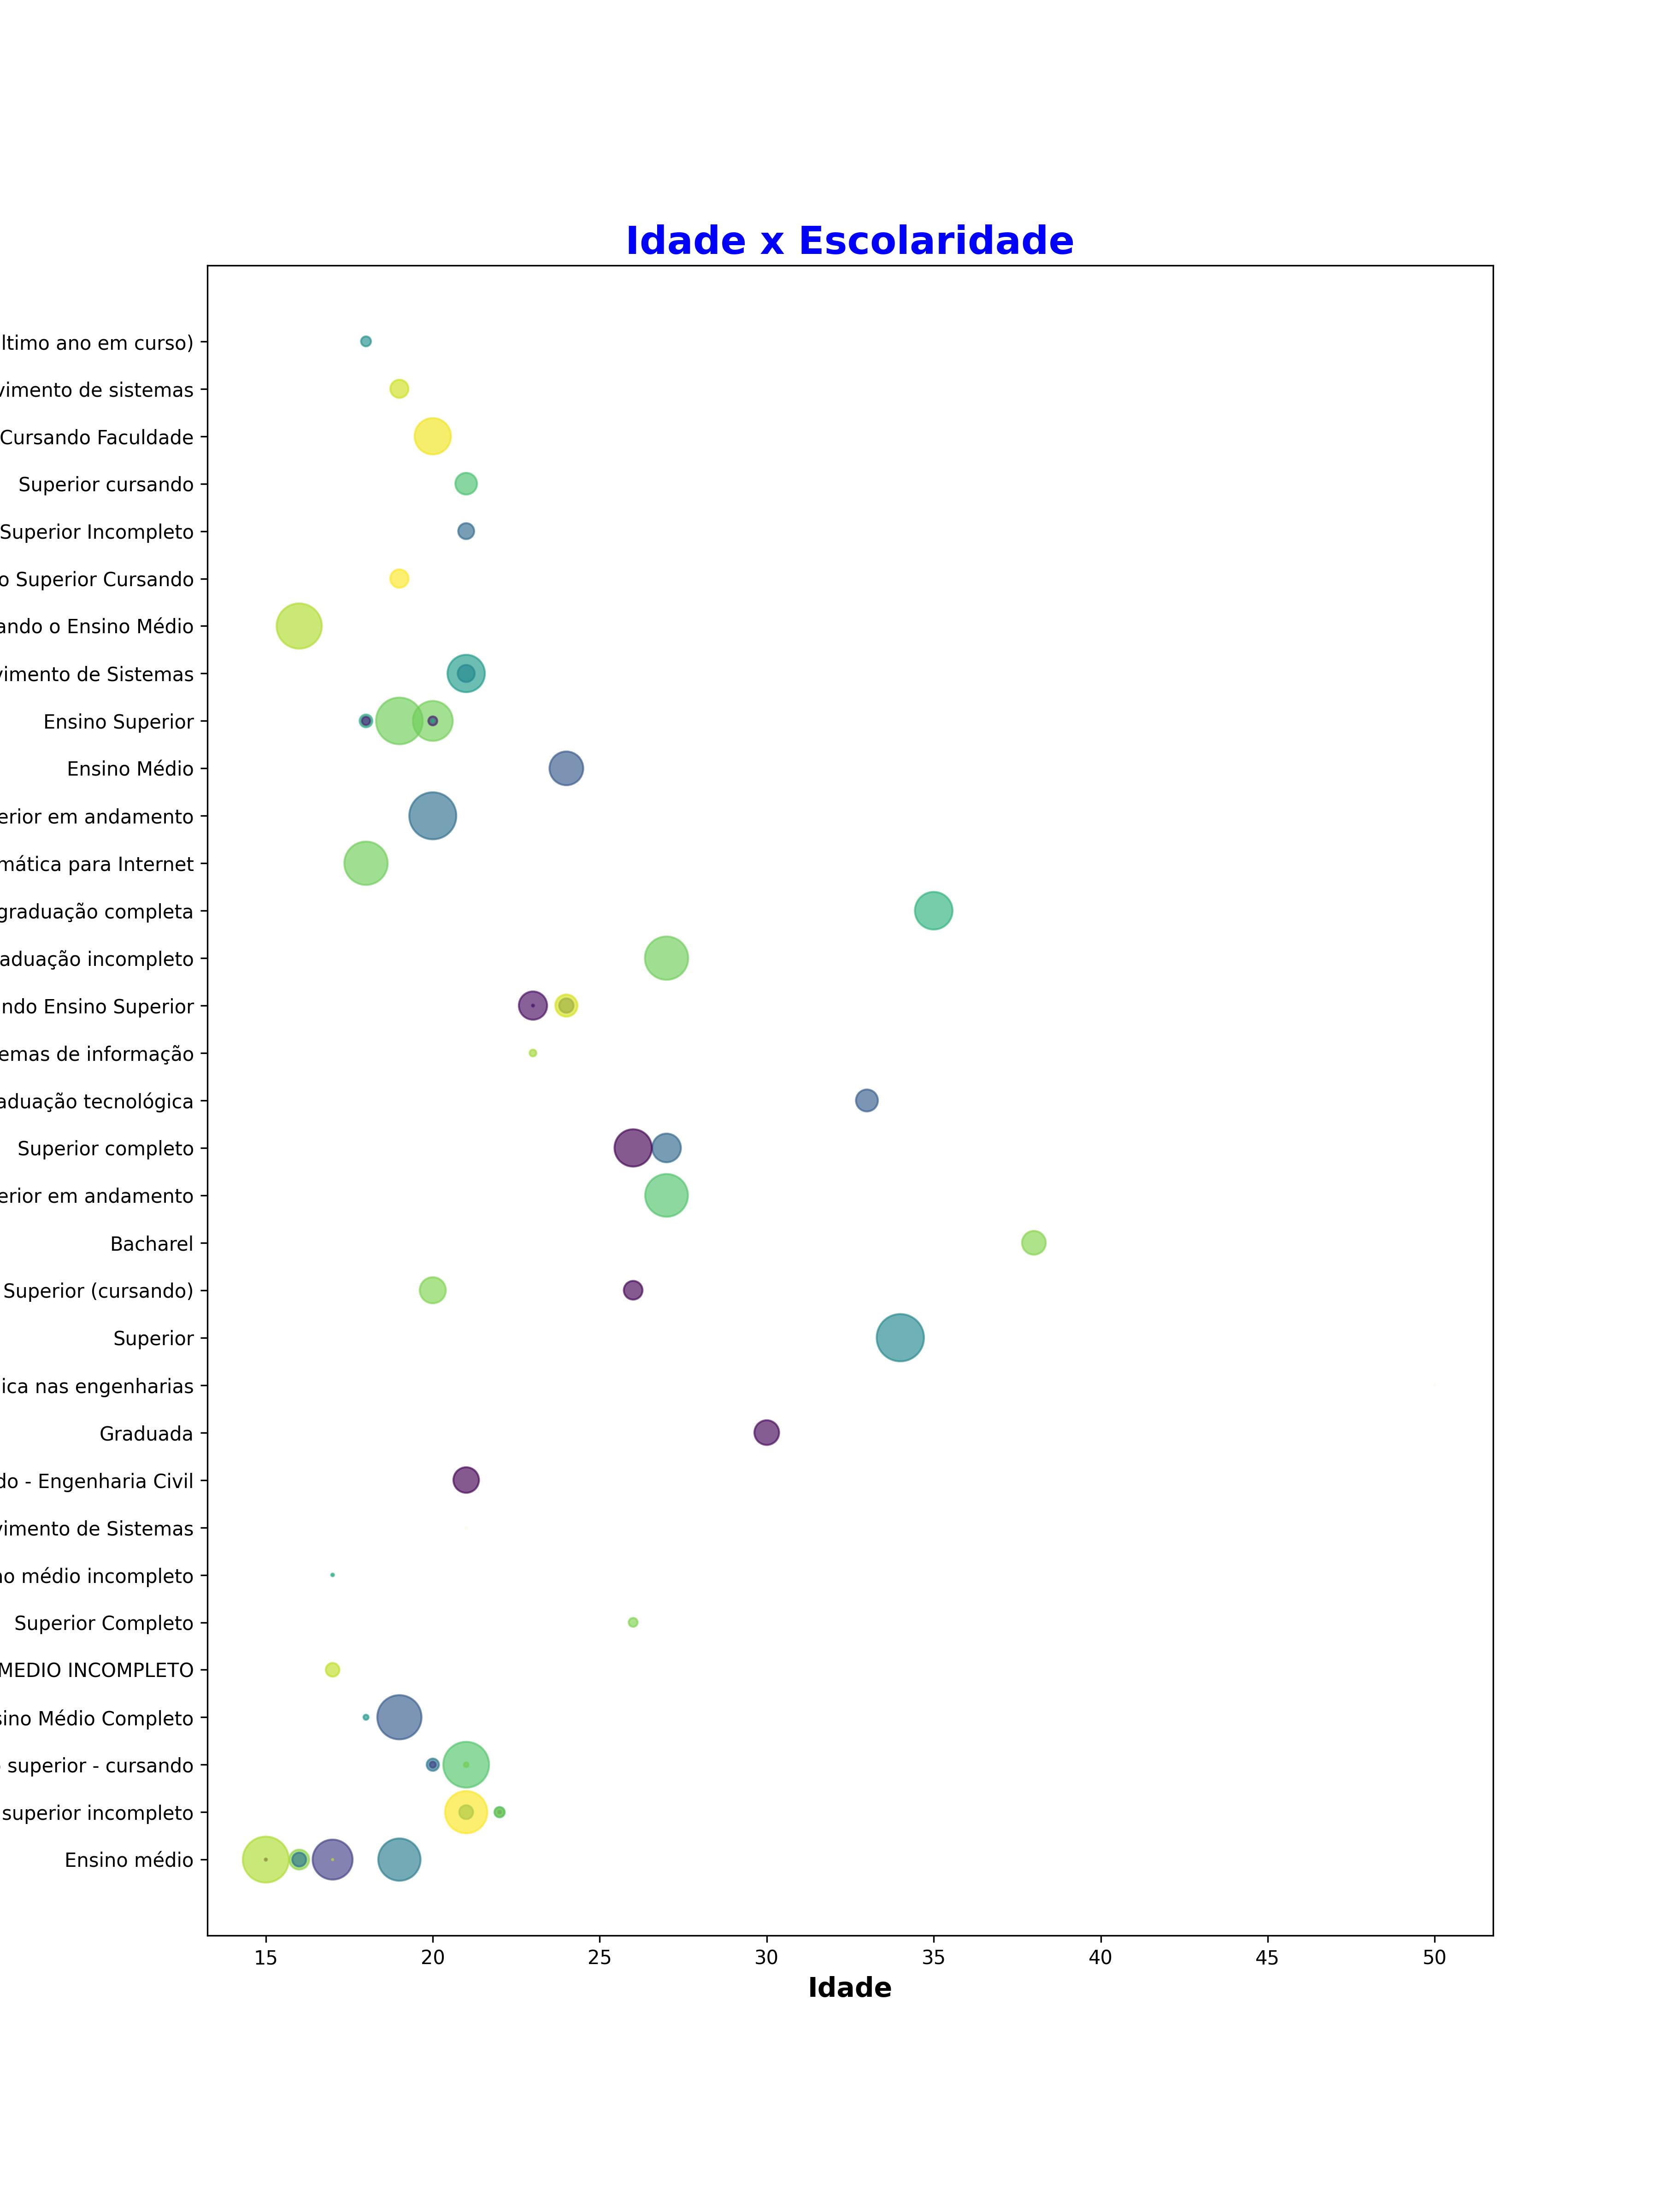 Idade x Escolaridade
ltimo ano em curso)
vimento de sistemas
Cursando Faculdade
Superior cursando
Superior Incompleto
o Superior Cursando
ando o Ensino Médio
vimento de Sistemas
Ensino Superior
Ensino Médio
erior em andamento
mática para Internet
graduação completa
aduação incompleto
ndo Ensino Superior
emas de informação
aduação tecnológica
Superior completo
erior em andamento
Bacharel
Superior (cursando)
Superior
ica nas engenharias
Graduada
do - Engenharia Civil
vimento de Sistemas
no médio incompleto
Superior Completo
MEDIO INCOMPLETO
sino Médio Completo
superior - cursando
superior incompleto
Ensino médio
15 20 25 30 35 40 45 50
Idade